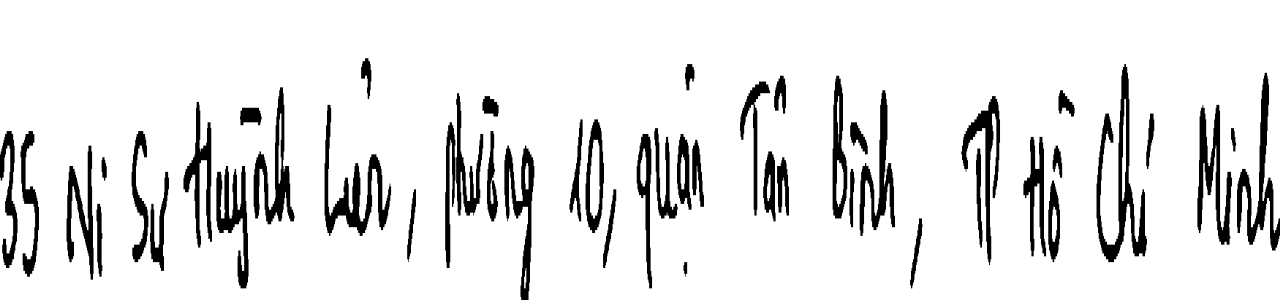 35 Ni Sư Huỳnh Liên, phường 10, quận Tân Bình, TP Hồ Chí Minh